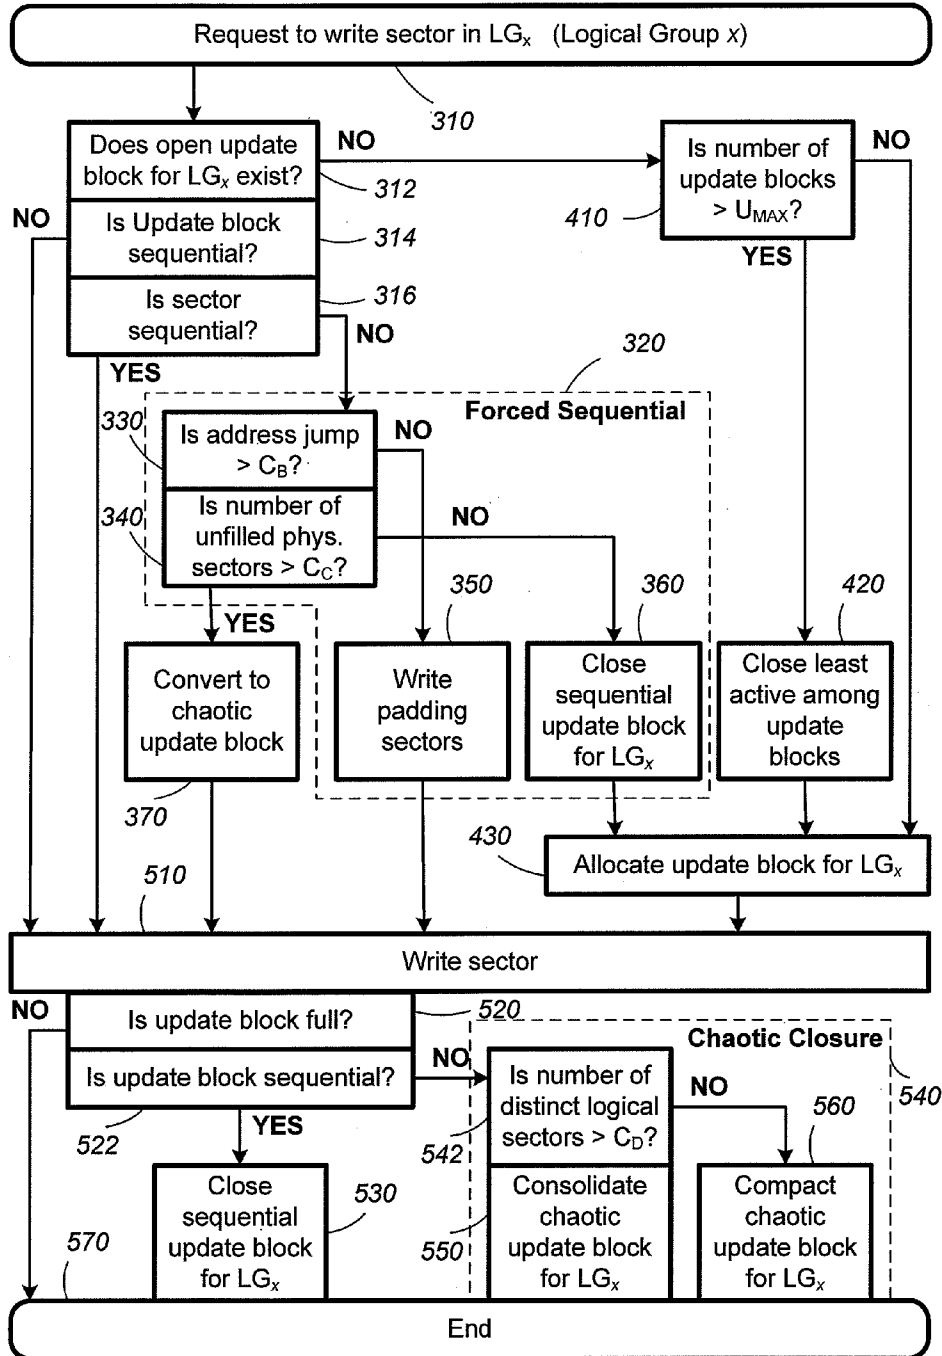 Request to write sector in LGx (Logical Group x)
310
Does open update
block for LGx exist?
NO
312
Is number of
update blocks
> UMAX?
NO
410
YES
NO
Is Update block
sequential?
314
Is sector
sequential?
316
NO
YES
320
Forced Sequential
330
Is address jump
> CB?
NO
340
Is number of
unfilled phys.
sectors > CC?
NO
YES
350
360
420
Convert to
chaotic
update block
370
Write
padding
sectors
Close
sequential
update block
for LGx
Close least
active among
update
blocks
430
Allocate update block for LGx
510
Write sector
NO
Is update block full?
520
Is update block sequential?
NO
522
YES
Chaotic Closure
540
Is number of
distinct logical
sectors > CD?
NO
542
560
Close
sequential
update block
for LGx
530
Consolidate
chaotic
update block
for LGx
550
Compact
chaotic
update block
for LGx
570
End